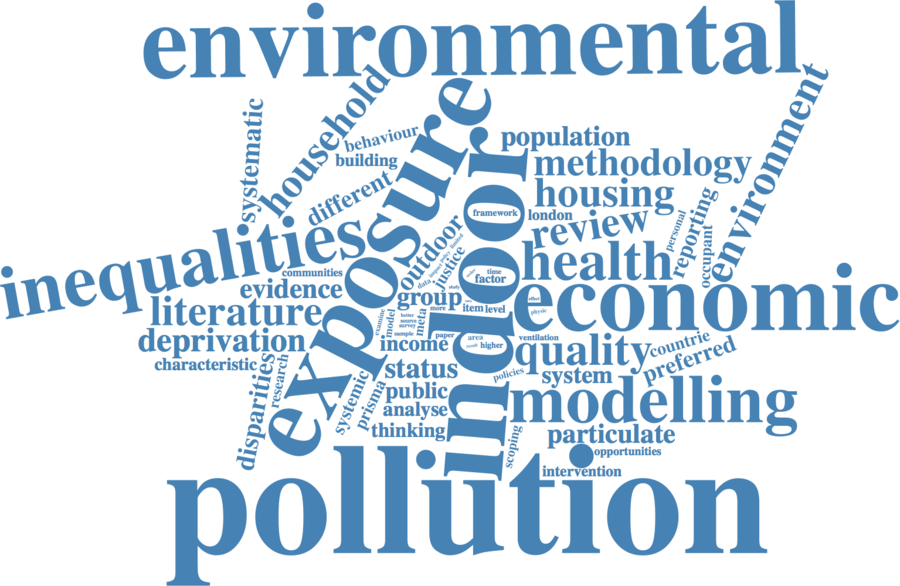 environmental
systematic
household
behaviour
building
different
exposure
indoor
population
methodology
housing
environment
framework
london
review
personal
reporting
occupant
inequalities
outdoor
justice
health
communities
evidence
data
time
factor
group
economic
literature
item level
more
model
meta
deprivation
income
paper
area
higher
ventilation
quality
countrie
preferred
characteristic
status
policies
system
disparities
research
systemic
prisma
public
analyse
thinking
modelling
scoping
particulate
opportunities
intervention
pollution
survey
sample
source
effect
study